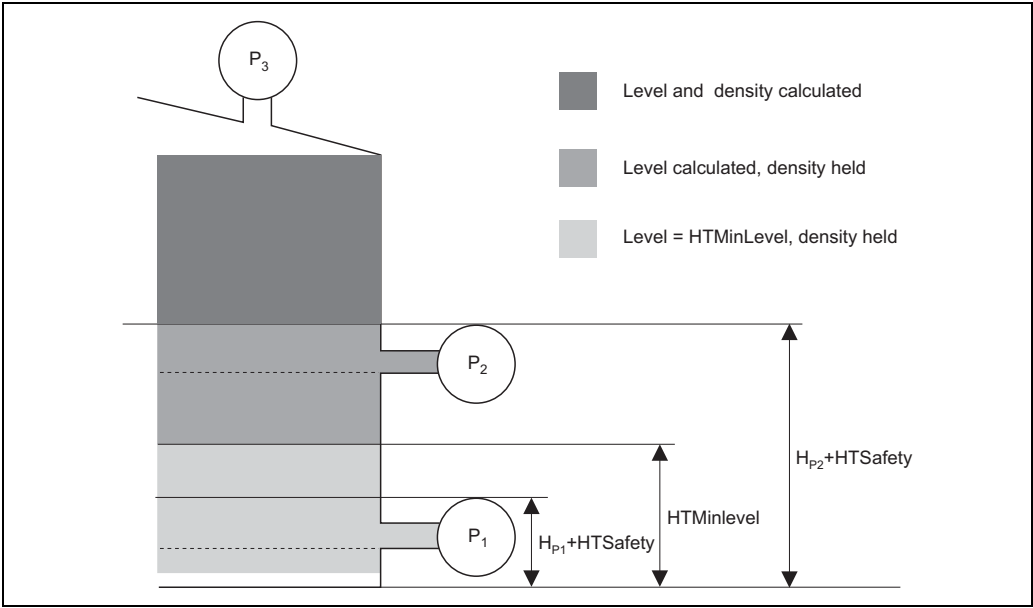 P3
Level and density calculated
Level calculated, density held
Level = HTMinLevel, density held
P2
HP2+HTSafety
HTMinlevel
P1
HP1+HTSafety